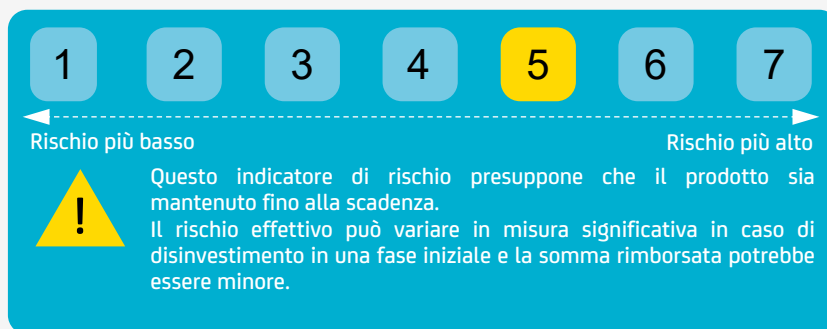 1 2 3 4 5 6 7
Rischio più basso Rischio più alto
!
Questo indicatore di rischio presuppone che il prodotto sia
mantenuto fino alla scadenza.
Il rischio effettivo può variare in misura significativa in caso di
disinvestimento in una fase iniziale e la somma rimborsata potrebbe
essere minore.